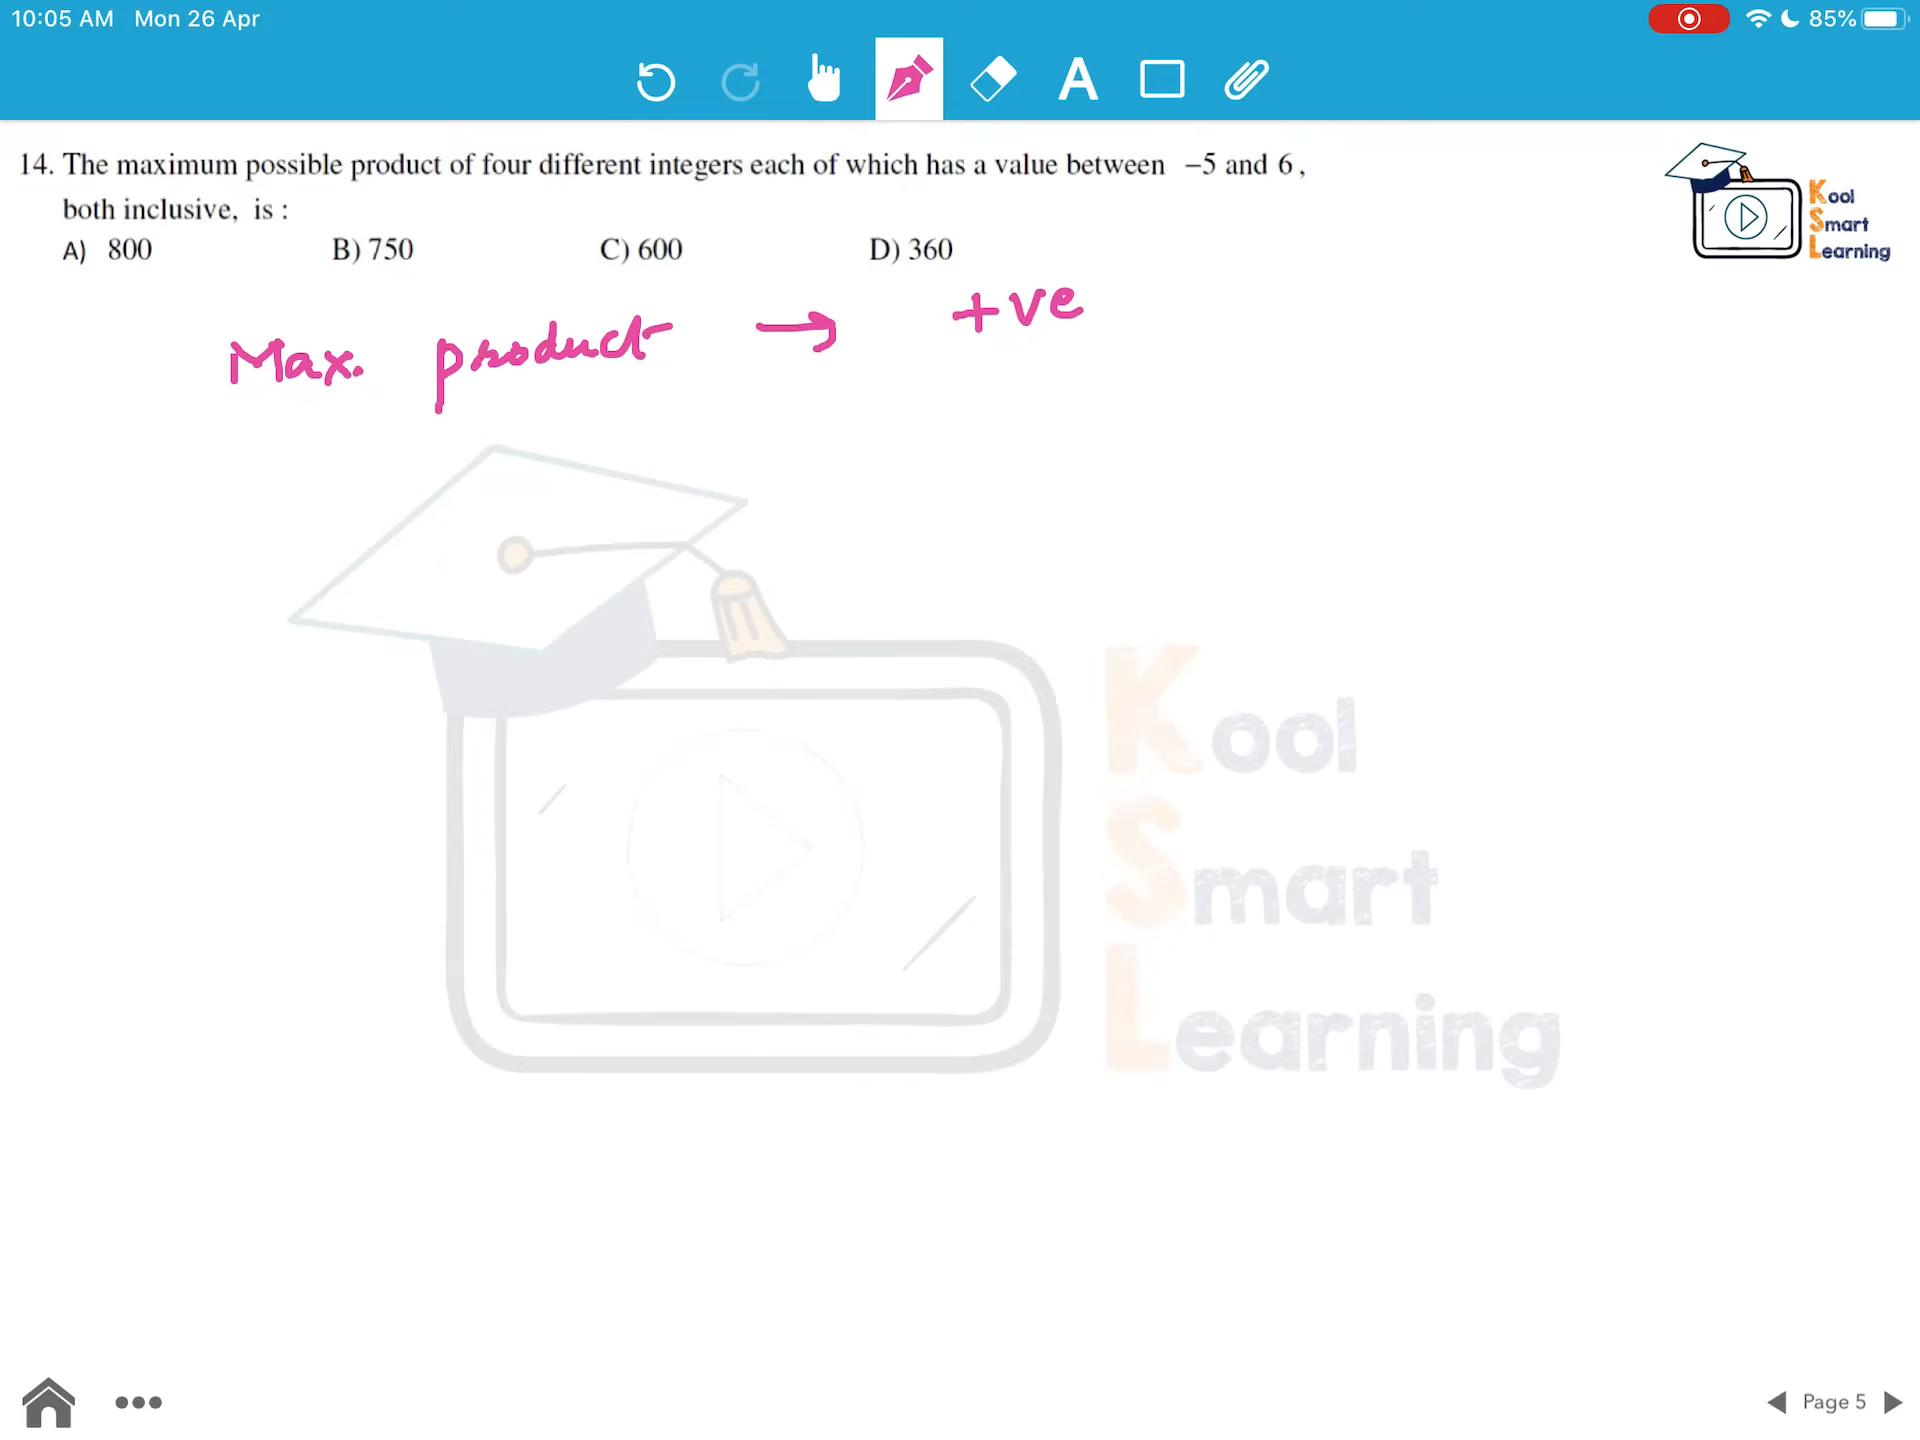 10:05 AM Mon 26 Apr 85%
A
14. The maximum possible product of four different integers each of which has a value between −5 and 6,
both inclusive, is :
A) 800 B) 750 C) 600 D) 360
Kool
Smart
Learning
Max. product → +ve
Kool
Smart
Learning
Page 5